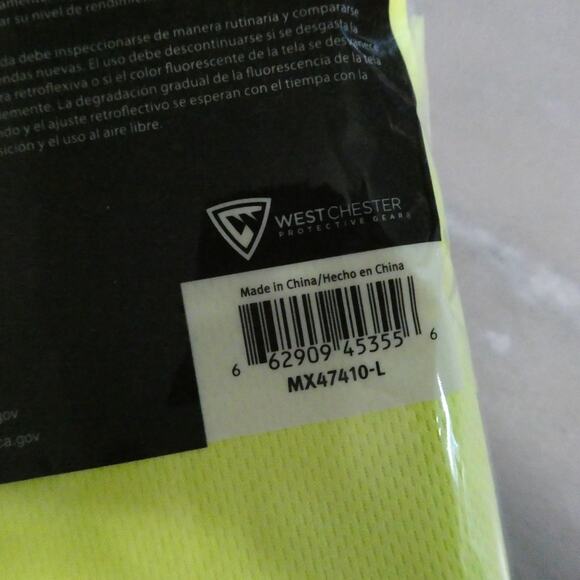 ar su nivel de rendimien
da debe inspeccionarse de manera rutinaria y compararse
endas nuevas. El uso debe descontinuarse si se desgasta la
ra retroflexiva o si el color fluorescente de la tela se desvanece
emente. La degradación gradual de la fluorescencia de la tela
do y el ajuste retroflectivo se esperan con el tiempo con la
sición y el uso al aire libre.
WESTCHESTER
PROTECTIVE GEAR®
Made in China/Hecho en China
6 62909 45355 6
MX47410-L
gov
ca.gov